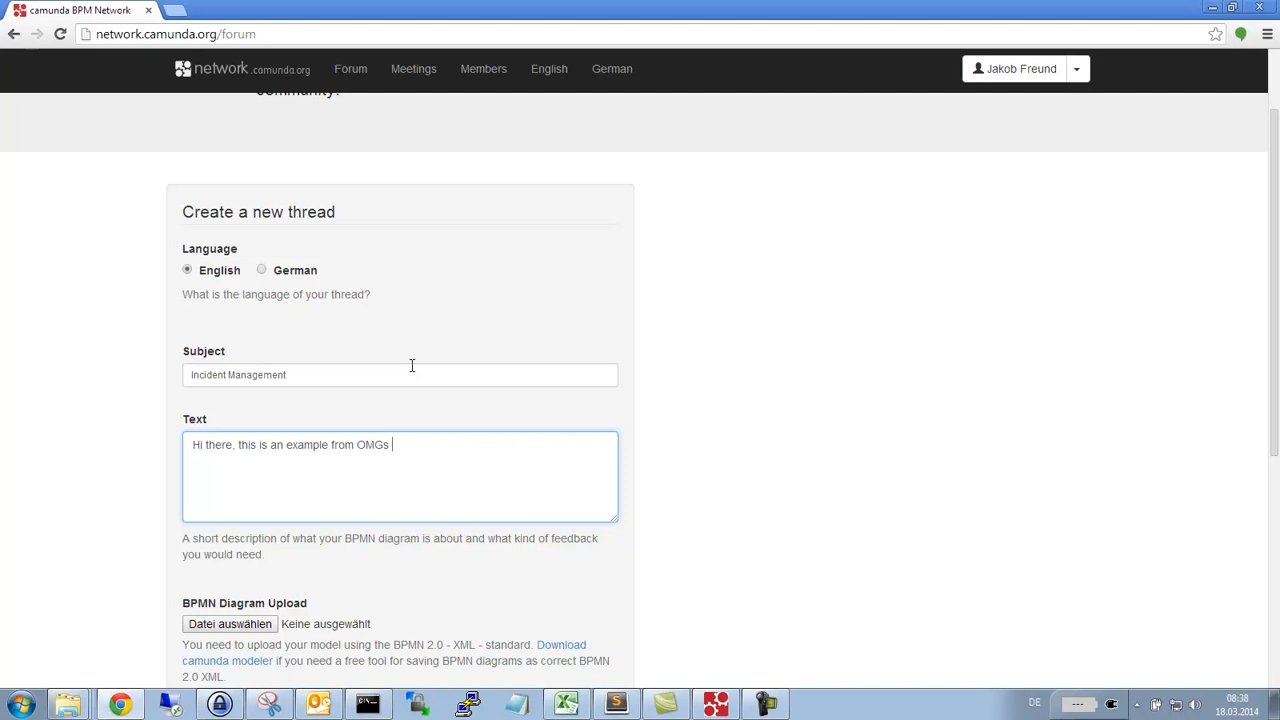 camunda BPM Network
network.camunda.org/forum
network.camunda.org Forum Meetings Members English German Jakob Freund
community!
Create a new thread
Language
English German
What is the language of your thread?
Subject
Incident Management
Text
Hi there, this is an example from OMGs
A short description of what your BPMN diagram is about and what kind of feedback
you would need.
BPMN Diagram Upload
Datei auswählen Keine ausgewählt
You need to upload your model using the BPMN 2.0 - XML - standard. Download
camunda modeler if you need a free tool for saving BPMN diagrams as correct BPMN
2.0 XML.
DE
08:38
18.03.2014